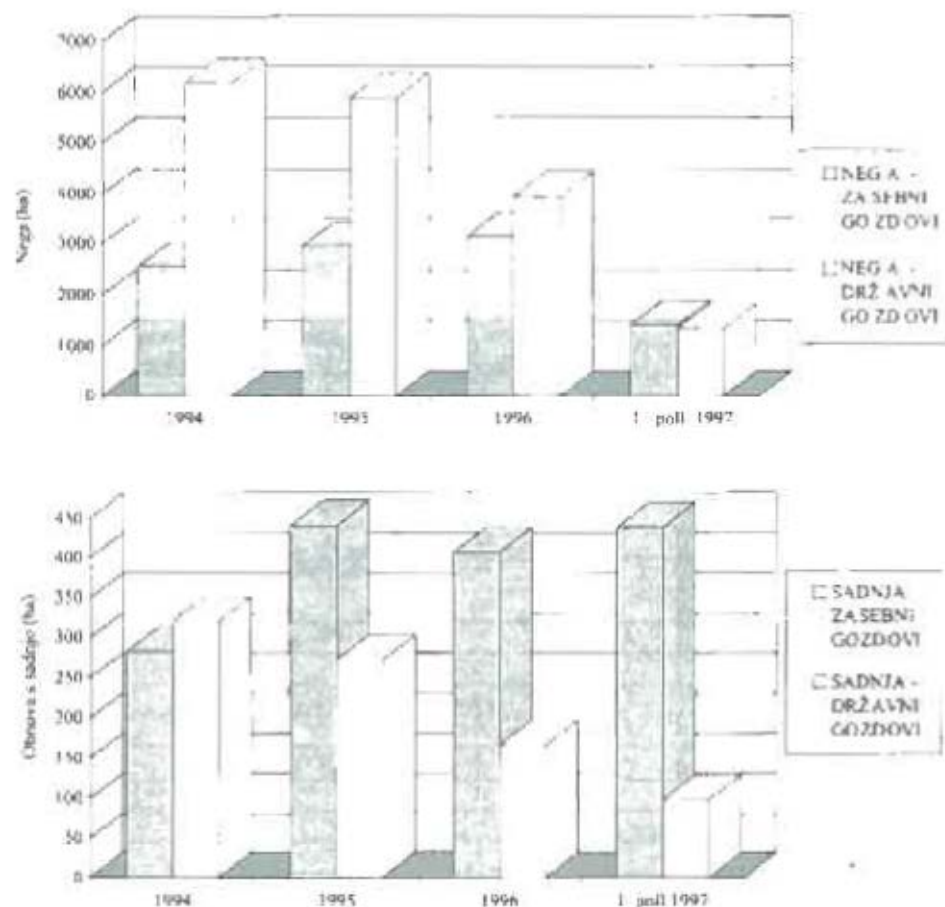 Nega (ha)
7000
6000
5000
4000
3000
2000
1000
0
1994
1995
1996
1. poll. 1997
NEGA -
ZASEBNI
GOZDOVI
NEGA -
DRŽAVNI
GOZDOVI
Obnova s sadnjo (ha)
450
400
350
300
250
200
150
100
50
0
1994
1995
1996
1. poll 1997
SADNJA
ZASEBNI
GOZDOVI
SADNJA -
DRŽAVNI
GOZDOVI